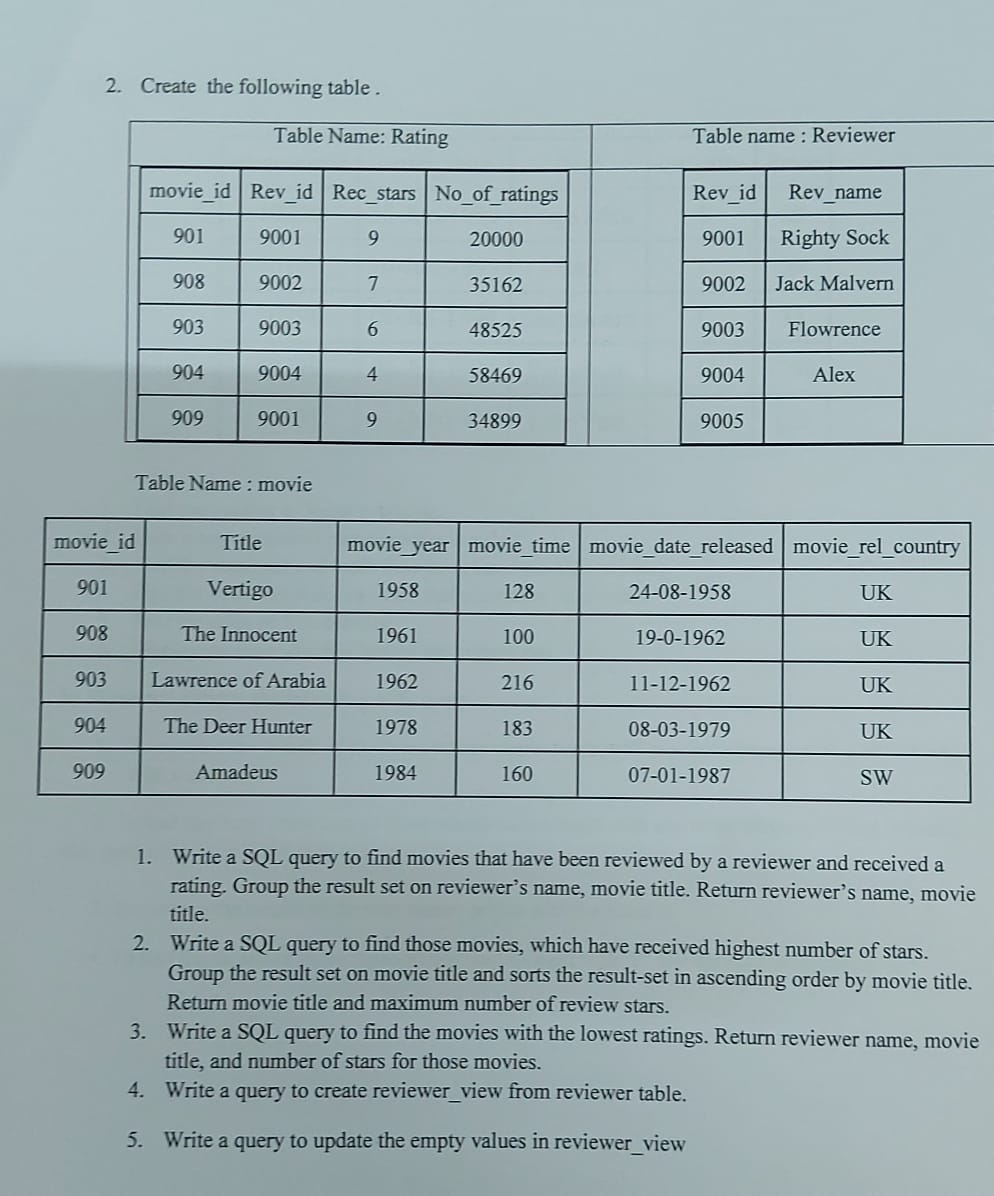 2. Create the following table .
Table Name: Rating
Table name : Reviewer
movie_id Rev_id Rec_stars No_of_ratings
901 9001 9 20000
908 9002 7 35162
903 9003 6 48525
904 9004 4 58469
909 9001 9 34899
Rev_id Rev_name
9001 Righty Sock
9002 Jack Malvern
9003 Flowrence
9004 Alex
9005
Table Name : movie
movie_id Title movie_year movie_time movie_date_released movie_rel_country
901 Vertigo 1958 128 24-08-1958 UK
908 The Innocent 1961 100 19-0-1962 UK
903 Lawrence of Arabia 1962 216 11-12-1962 UK
904 The Deer Hunter 1978 183 08-03-1979 UK
909 Amadeus 1984 160 07-01-1987 SW
1. Write a SQL query to find movies that have been reviewed by a reviewer and received a
rating. Group the result set on reviewer’s name, movie title. Return reviewer’s name, movie
title.
2. Write a SQL query to find those movies, which have received highest number of stars.
Group the result set on movie title and sorts the result-set in ascending order by movie title.
Return movie title and maximum number of review stars.
3. Write a SQL query to find the movies with the lowest ratings. Return reviewer name, movie
title, and number of stars for those movies.
4. Write a query to create reviewer_view from reviewer table.
5. Write a query to update the empty values in reviewer_view